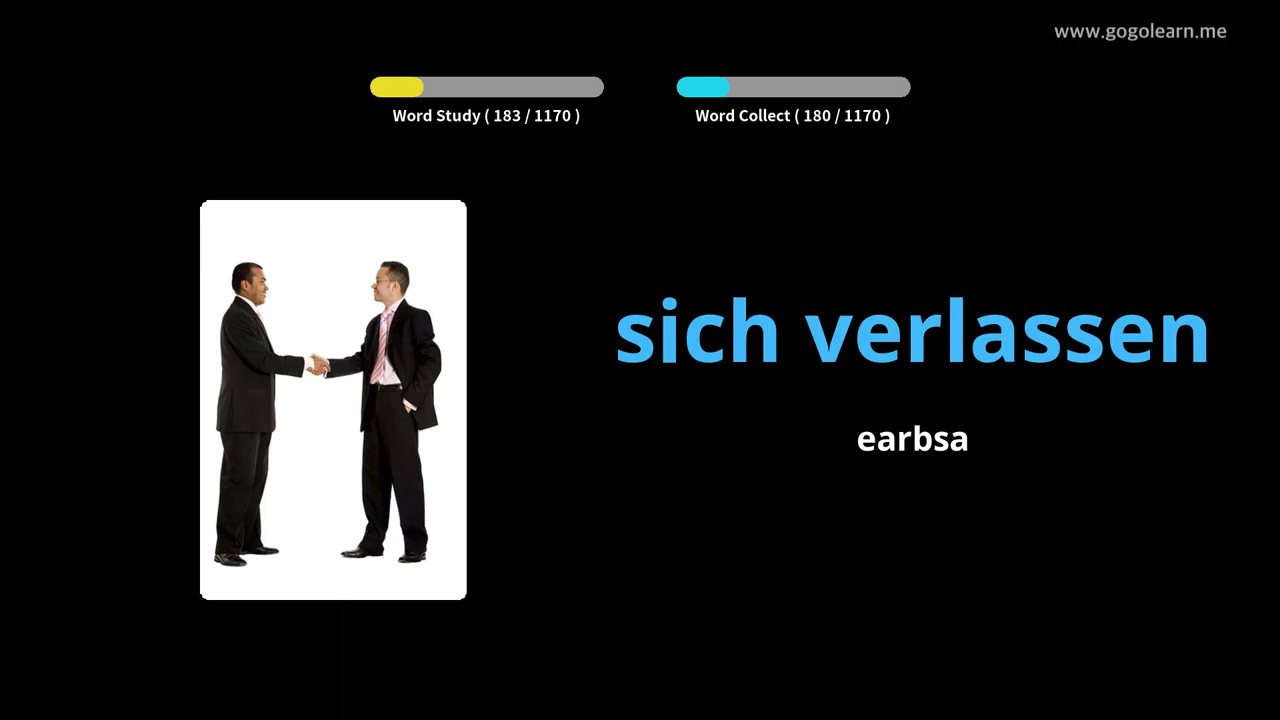 www.gogolearn.me
Word Study ( 183 / 1170 )
Word Collect ( 180 / 1170 )
sich verlassen
earbsa